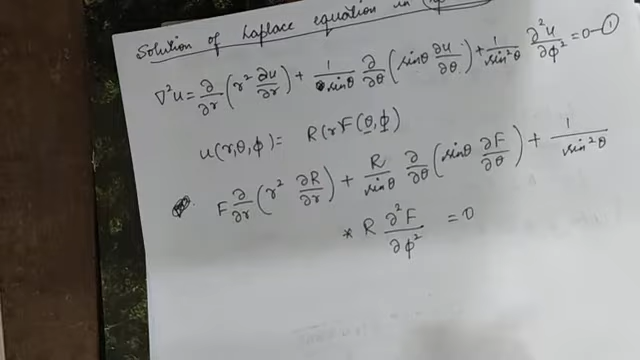 Solution of Laplace equation in
∇²u = ∂/∂r (r² ∂u/∂r) + 1/sinθ ∂/∂θ (sinθ ∂u/∂θ) + 1/sin²θ ∂²u/∂ϕ² = 0 — ①
u(r,θ,ϕ) = R(r)F(θ,ϕ)
F ∂/∂r (r² ∂R/∂r) + R/sinθ ∂/∂θ (sinθ ∂F/∂θ) + 1/sin²θ
* R ∂²F/∂ϕ² = 0